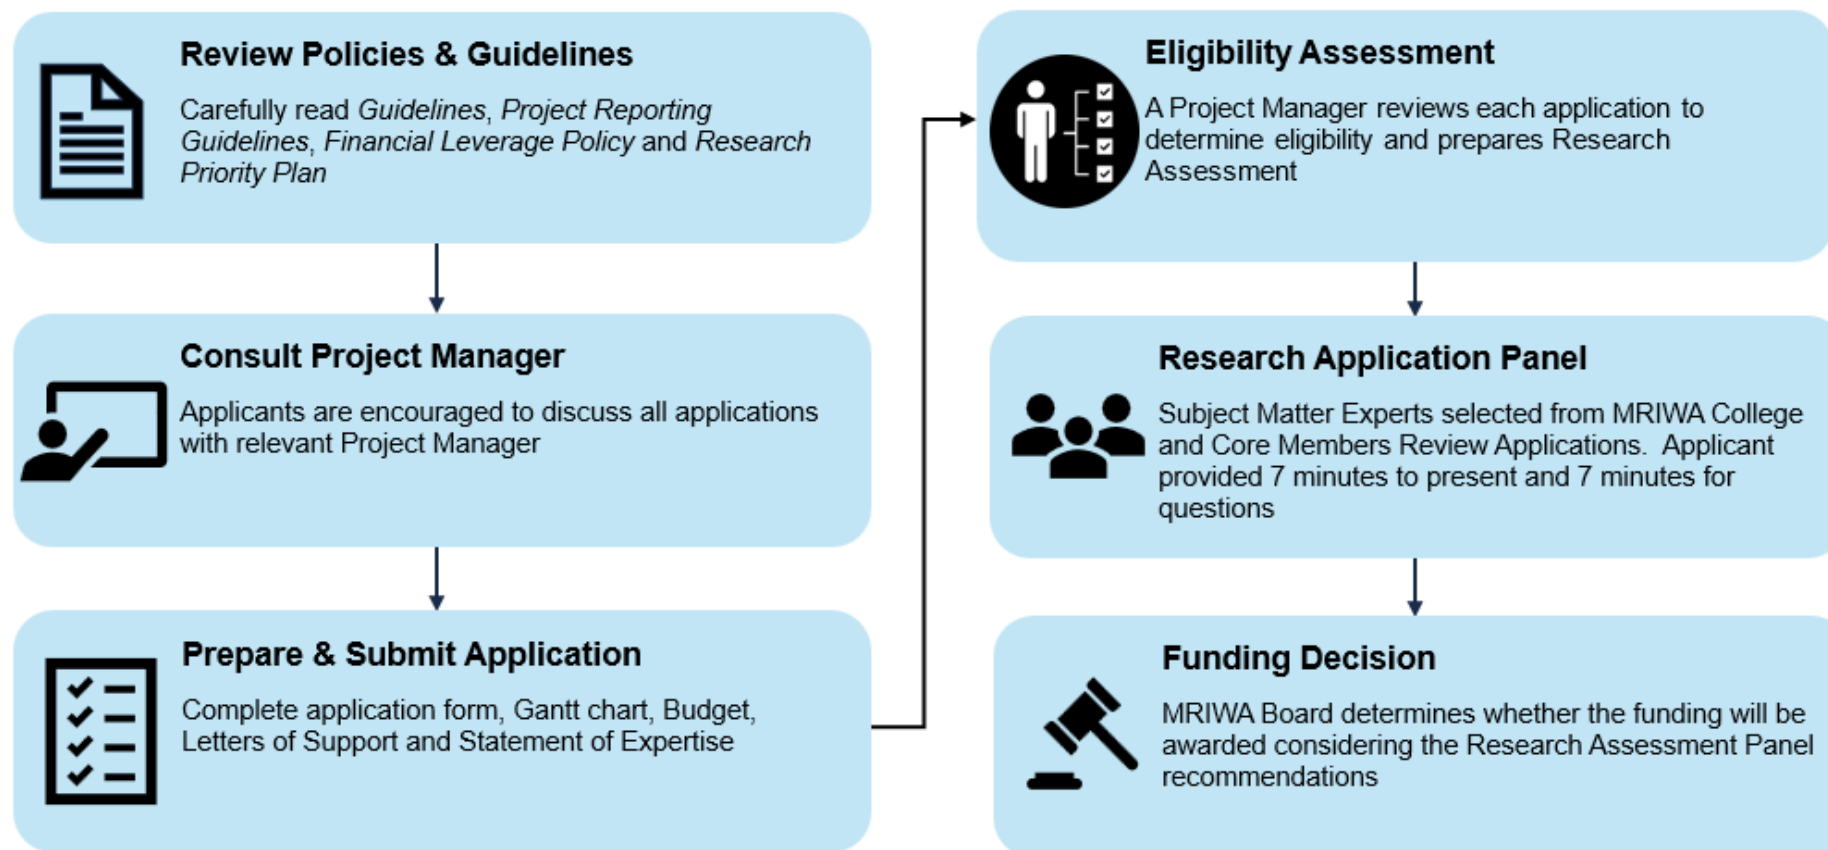 Review Policies & Guidelines
Carefully read Guidelines, Project Reporting
Guidelines, Financial Leverage Policy and Research
Priority Plan
Consult Project Manager
Applicants are encouraged to discuss all applications
with relevant Project Manager
Prepare & Submit Application
Complete application form, Gantt chart, Budget,
Letters of Support and Statement of Expertise
Eligibility Assessment
A Project Manager reviews each application to
determine eligibility and prepares Research
Assessment
Research Application Panel
Subject Matter Experts selected from MRIWA College
and Core Members Review Applications.  Applicant
provided 7 minutes to present and 7 minutes for
questions
Funding Decision
MRIWA Board determines whether the funding will be
awarded considering the Research Assessment Panel
recommendations